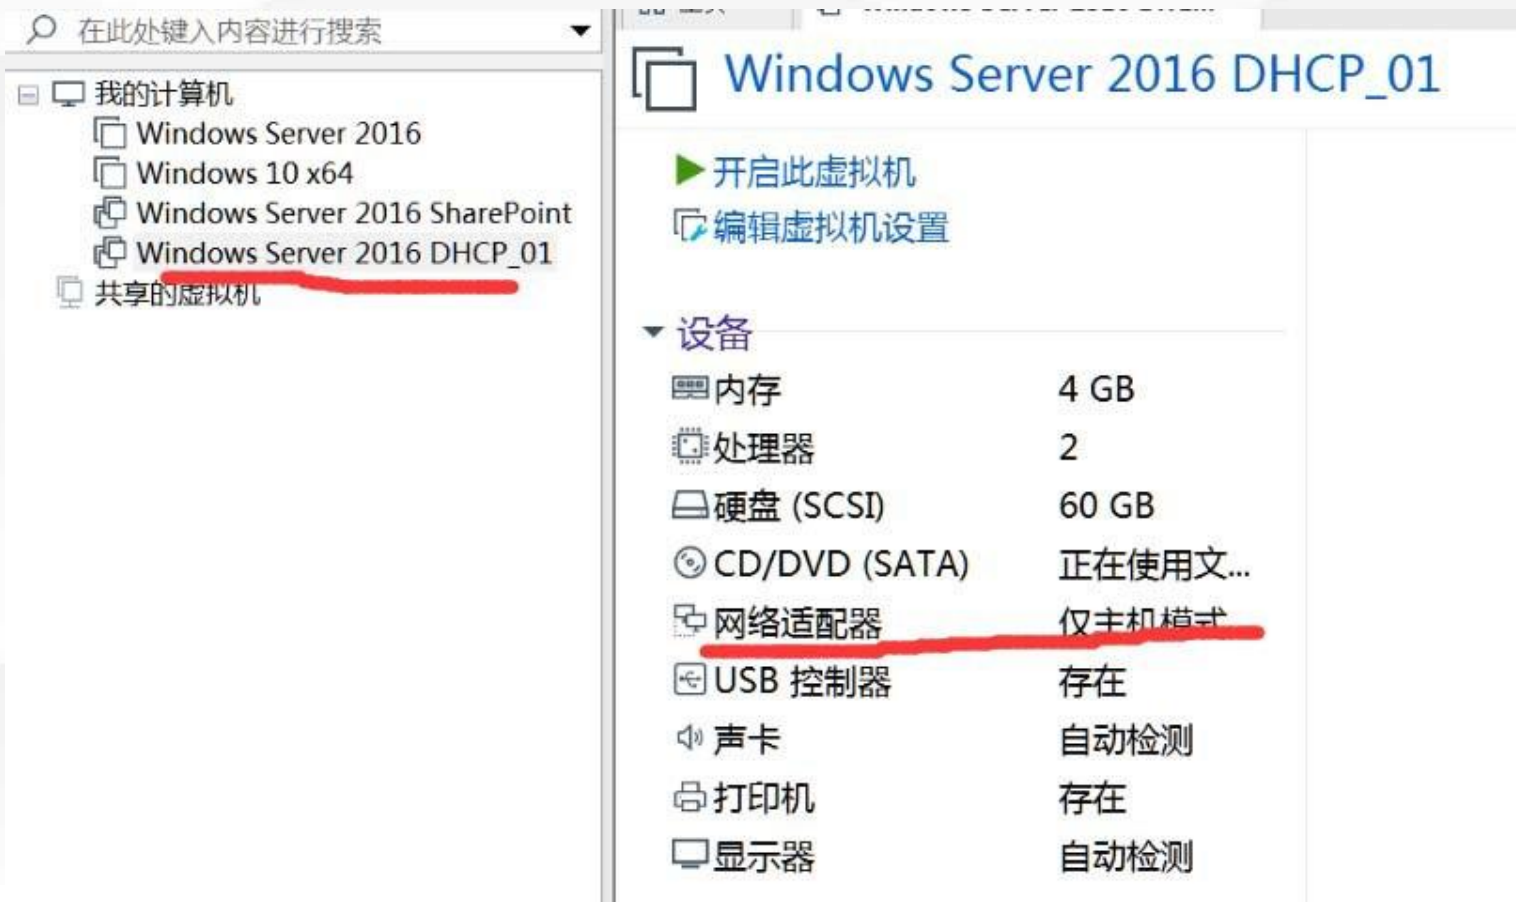 在此处键入内容进行搜索
我的计算机
Windows Server 2016
Windows 10 x64
Windows Server 2016 SharePoint
Windows Server 2016 DHCP_01
共享的虚拟机
Windows Server 2016 DHCP_01
开启此虚拟机
编辑虚拟机设置
设备
内存 4 GB
处理器 2
硬盘 (SCSI) 60 GB
CD/DVD (SATA) 正在使用文...
网络适配器 仅主机模式
USB 控制器 存在
声卡 自动检测
打印机 存在
显示器 自动检测